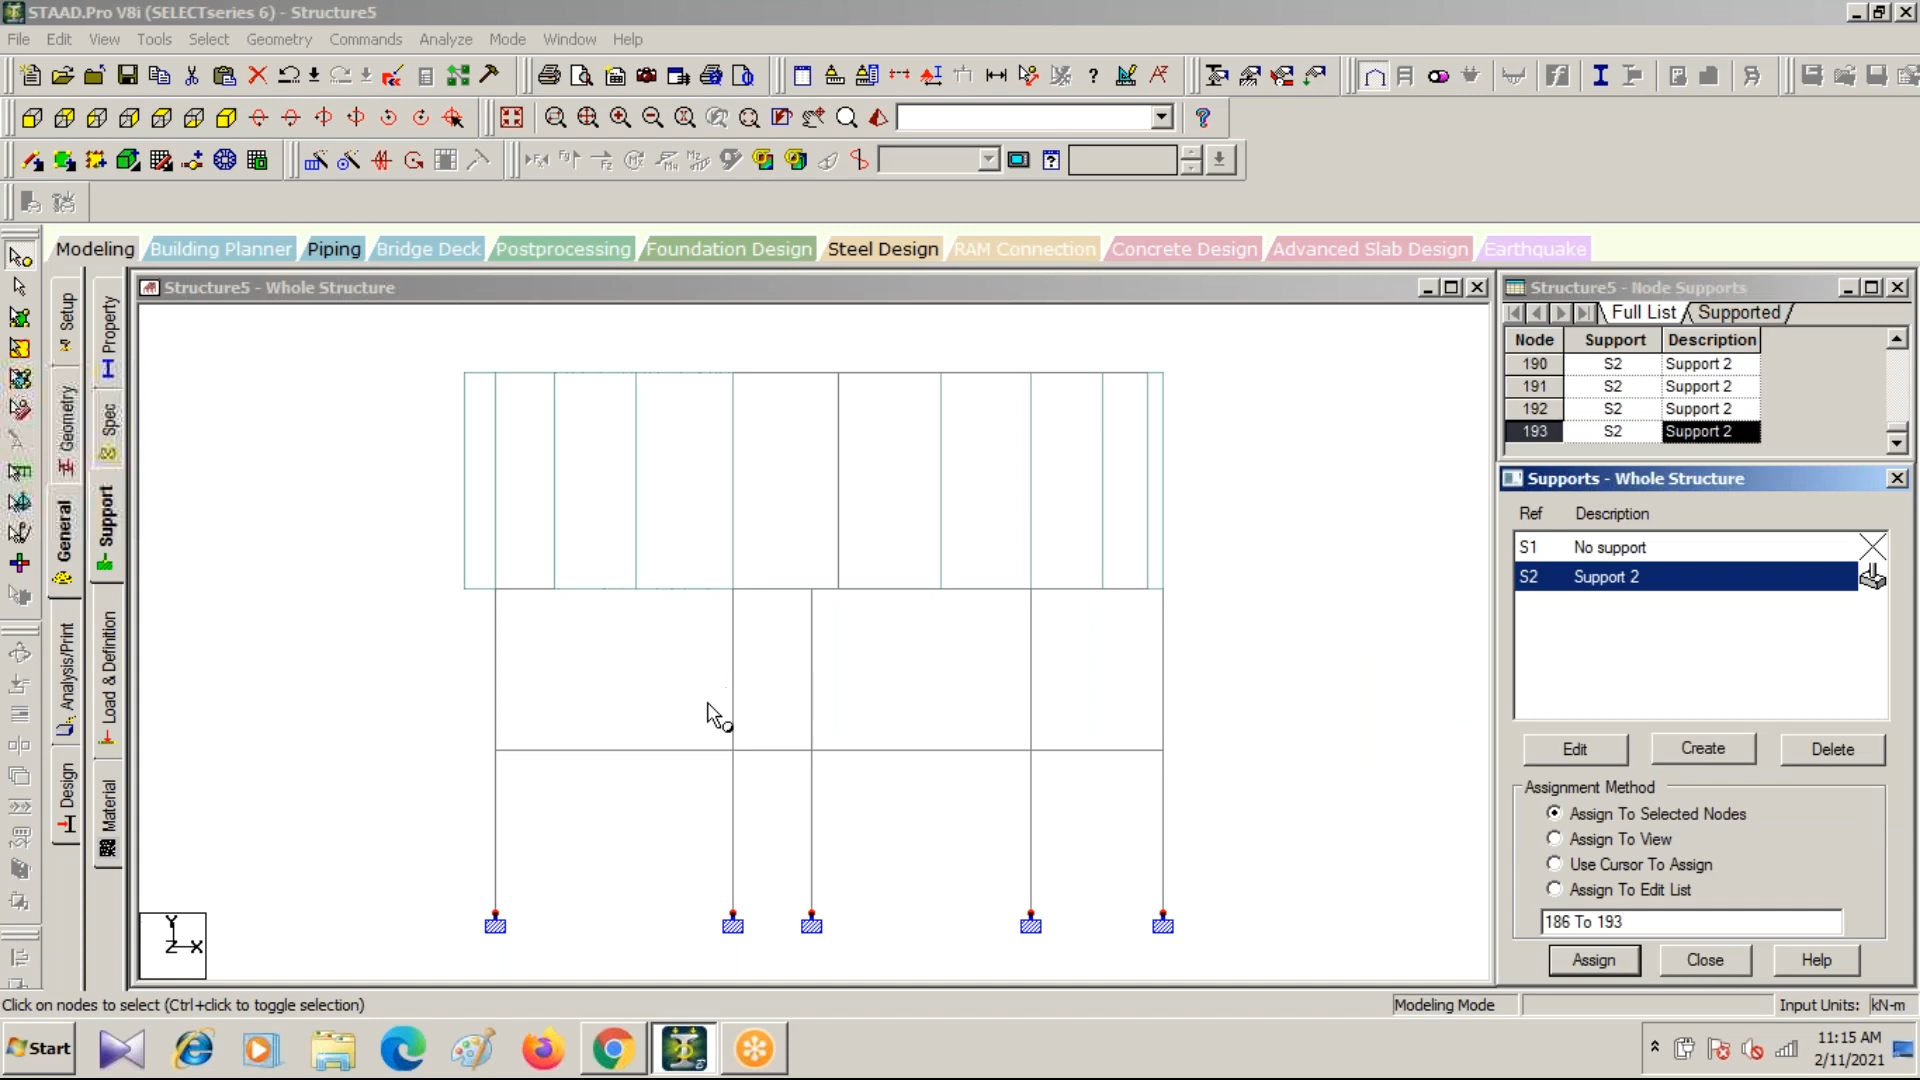 STAAD.Pro V8i (SELECTseries 6) - Structure5
File Edit View Tools Select Geometry Commands Analyze Mode Window Help
Modeling Building Planner Piping Bridge Deck Postprocessing Foundation Design Steel Design RAM Connection Concrete Design Advanced Slab Design Earthquake
Setup
Geometry
General
Analysis/Print
Design
Property
Spec
Support
Load & Definition
Material
Structure5 - Whole Structure
Y
Z X
Structure5 - Node Supports
Full List Supported
Node Support Description
190 S2 Support 2
191 S2 Support 2
192 S2 Support 2
193 S2 Support 2
Supports - Whole Structure
Ref Description
S1 No support
S2 Support 2
Edit Create Delete
Assignment Method
Assign To Selected Nodes
Assign To View
Use Cursor To Assign
Assign To Edit List
186 To 193
Assign Close Help
Click on nodes to select (Ctrl+click to toggle selection)
Modeling Mode
Input Units: kN-m
Start
11:15 AM
2/11/2021